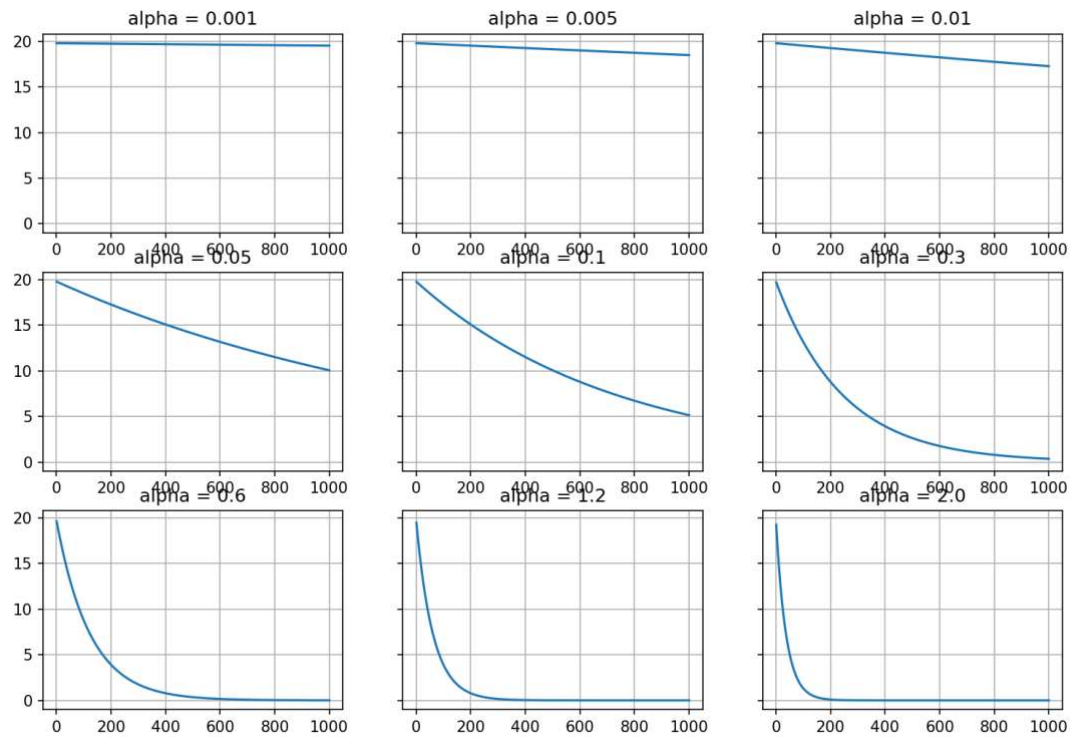 alpha = 0.001
alpha = 0.005
alpha = 0.01
20
15
10
5
0
0 200 400 600 800 1000
0 200 400 600 800 1000
0 200 400 600 800 1000
alpha = 0.05
alpha = 0.1
alpha = 0.3
20
15
10
5
0
0 200 400 600 800 1000
0 200 400 600 800 1000
0 200 400 600 800 1000
alpha = 0.6
alpha = 1.2
alpha = 2.0
20
15
10
5
0
0 200 400 600 800 1000
0 200 400 600 800 1000
0 200 400 600 800 1000